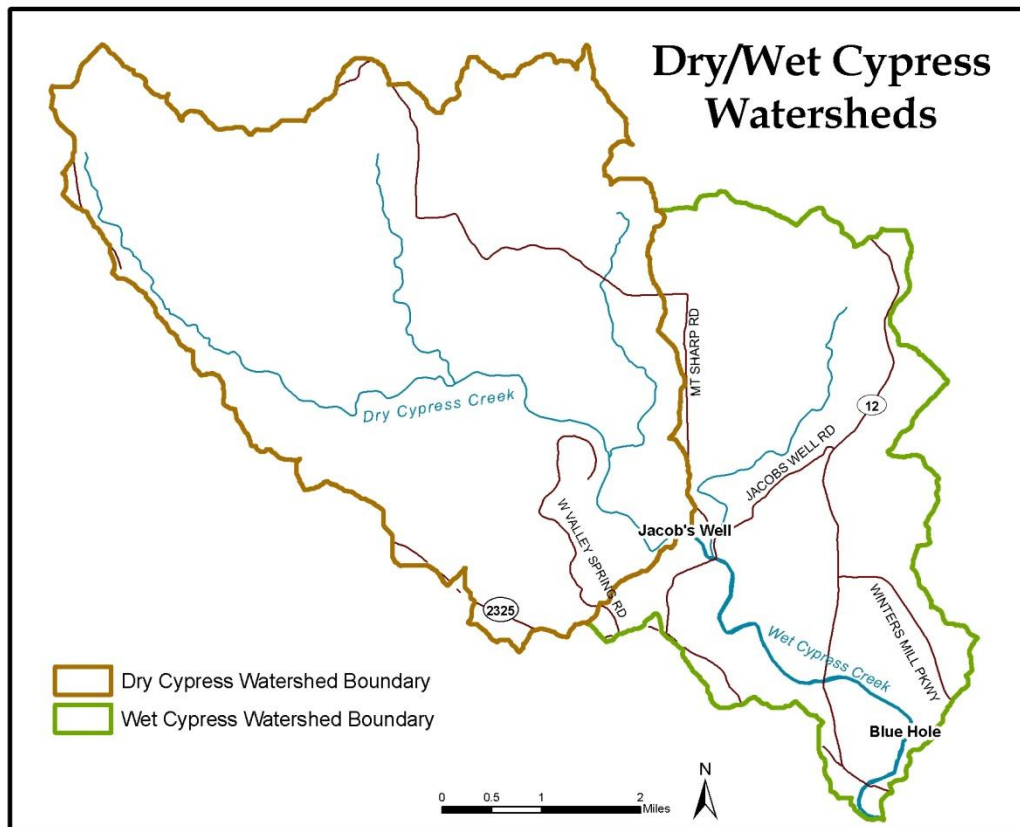 Dry/Wet Cypress
Watersheds
MT SHARP RD
Dry Cypress Creek
12
JACOBS WELL RD
W VALLEY SPRING RD
Jacob's Well
2325
WINTERS MILL PKWY
Wet Cypress Creek
Dry Cypress Watershed Boundary
Wet Cypress Watershed Boundary
Blue Hole
N
0 0.5 1 2
Miles